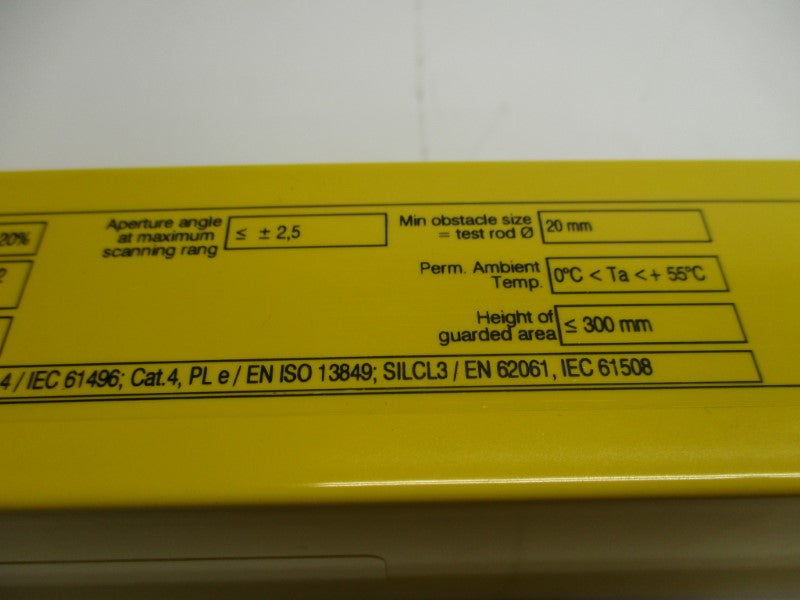 20%
Aperture angle
at maximum
scanning rang
≤ ± 2,5
Min obstacle size
= test rod Ø
20 mm
2
Perm. Ambient
Temp.
0°C < Ta <+ 55°C
Height of
guarded area
≤ 300 mm
4 / IEC 61496; Cat.4, PL e / EN ISO 13849; SILCL3 / EN 62061, IEC 61508